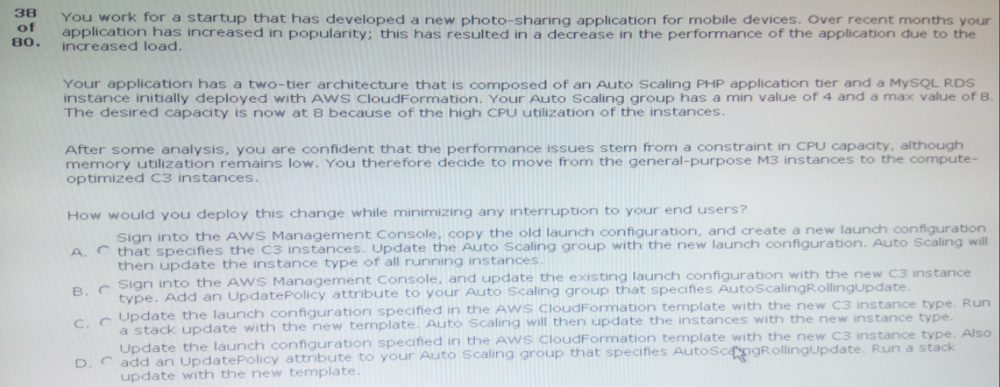 38
of
80.
You work for a startup that has developed a new photo-sharing application for mobile devices. Over recent months your
application has increased in popularity; this has resulted in a decrease in the performance of the application due to the
increased load.
Your application has a two-tier architecture that is composed of an Auto Scaling PHP application tier and a MySQL RDS
instance initially deployed with AWS CloudFormation. Your Auto Scaling group has a min value of 4 and a max value of 8.
The desired capacity is now at 8 because of the high CPU utilization of the instances.
After some analysis, you are confident that the performance issues stem from a constraint in CPU capacity, although
memory utilization remains low. You therefore decide to move from the general-purpose M3 instances to the compute-
optimized C3 instances.
How would you deploy this change while minimizing any interruption to your end users?
Sign into the AWS Management Console, copy the old launch configuration, and create a new launch configuration
A. that specifies the C3 instances. Update the Auto Scaling group with the new launch configuration. Auto Scaling will
then update the instance type of all running instances.
Sign into the AWS Management Console, and update the existing launch configuration with the new C3 instance
B. type. Add an UpdatePolicy attribute to your Auto Scaling group that specifies AutoScalingRollingUpdate.
Update the launch configuration specified in the AWS CloudFormation template with the new C3 instance type. Run
C. a stack update with the new template. Auto Scaling will then update the instances with the new instance type.
Update the launch configuration specified in the AWS CloudFormation template with the new C3 instance type. Also
D. add an UpdatePolicy attribute to your Auto Scaling group that specifies AutoScalingRollingUpdate. Run a stack
update with the new template.